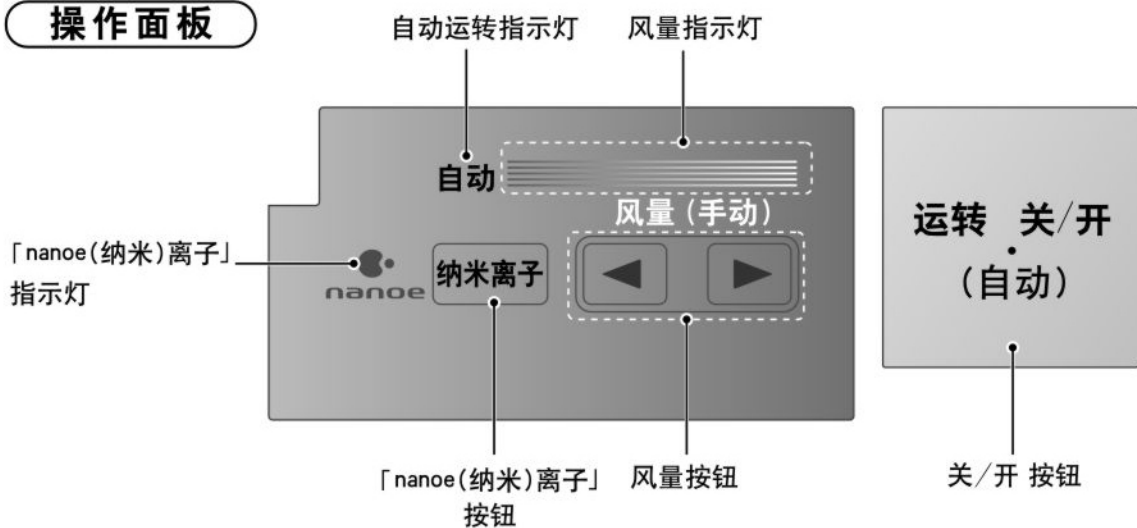 操作面板
自动运转指示灯
风量指示灯
自动
风量(手动)
运转 关/开
(自动)
「nanoe(纳米)离子」
指示灯
nanoe
纳米离子
「nanoe(纳米)离子」
按钮
风量按钮
关/开 按钮